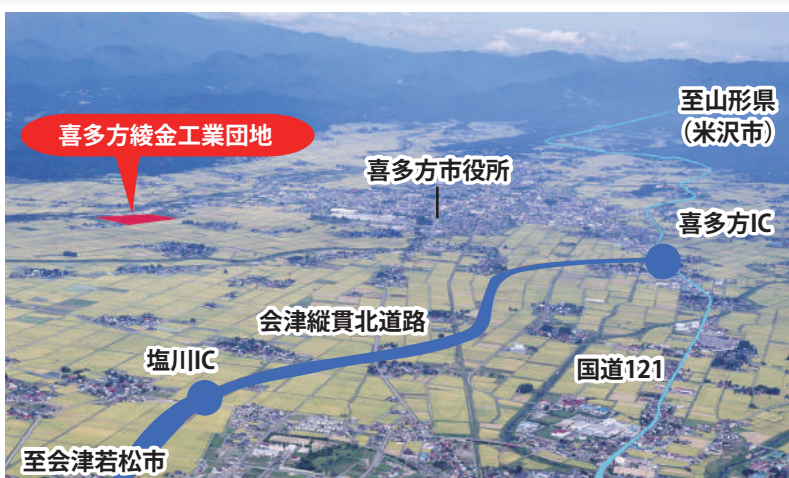 至山形県
（米沢市）
喜多方綾金工業団地
喜多方市役所
喜多方IC
会津縦貫北道路
塩川IC
国道121
至会津若松市